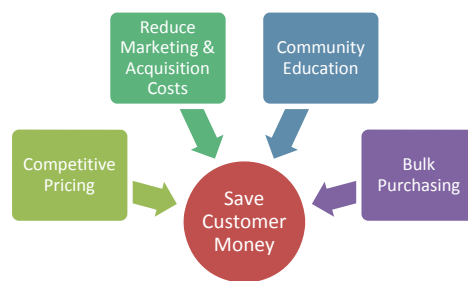 Reduce
Marketing &
Acquisition
Costs
Community
Education
Competitive
Pricing
Bulk
Purchasing
Save
Customer
Money